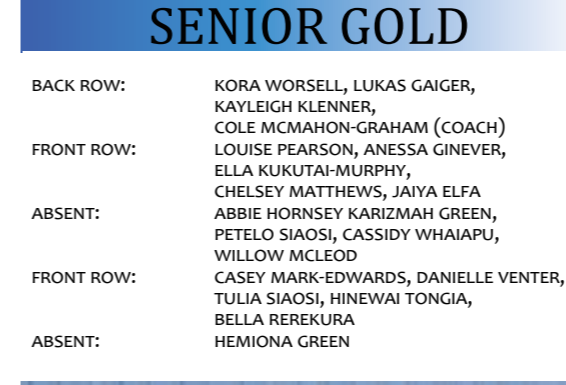 SENIOR GOLD
BACK ROW: KORA WORSELL, LUKAS GAIGER,
KAYLEIGH KLENNER,
COLE MCMAHON-GRAHAM (COACH)
FRONT ROW: LOUISE PEARSON, ANESSA GINEVER,
ELLA KUKUTAI-MURPHY,
CHELSEY MATTHEWS, JAIYA ELFA
ABSENT: ABBIE HORNSEY KARIZMAH GREEN,
PETELO SIAOSI, CASSIDY WHAIAPU,
WILLOW MCLEOD
FRONT ROW: CASEY MARK-EDWARDS, DANIELLE VENTER,
TULIA SIAOSI, HINEWAI TONGIA,
BELLA REREKURA
ABSENT: HEMIONA GREEN